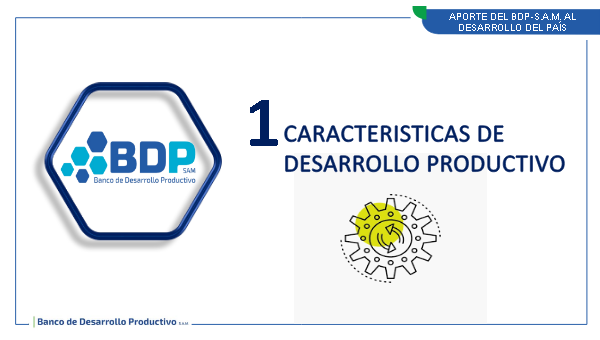 APORTE DEL BDP-S.A.M, AL
DESARROLLO DEL PAÍS
1 CARACTERISTICAS DE
DESARROLLO PRODUCTIVO
BDP
SAM
Banco de Desarrollo Productivo
Banco de Desarrollo Productivo S.A.M